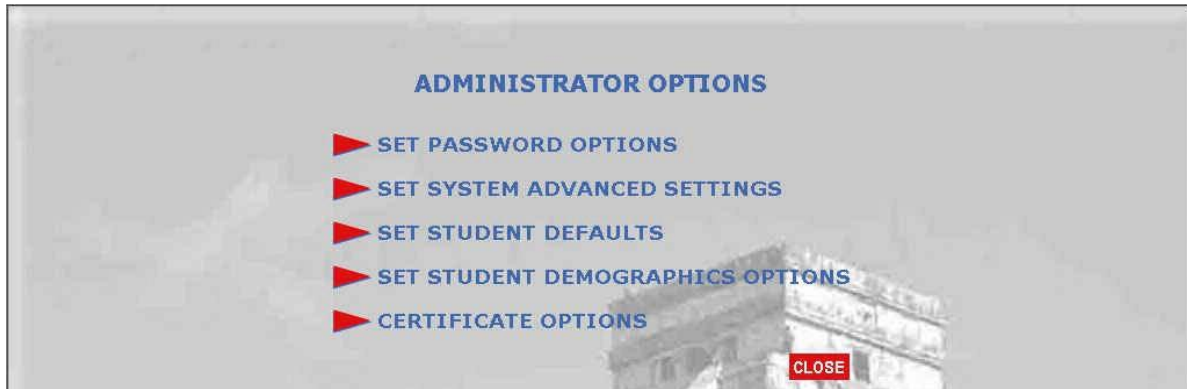 ADMINISTRATOR OPTIONS
SET PASSWORD OPTIONS
SET SYSTEM ADVANCED SETTINGS
SET STUDENT DEFAULTS
SET STUDENT DEMOGRAPHICS OPTIONS
CERTIFICATE OPTIONS
CLOSE